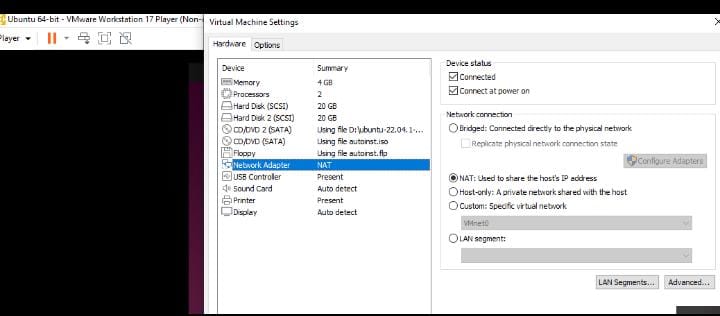 Ubuntu 64-bit - VMware Workstation 17 Player (Non-
Player
Virtual Machine Settings
Hardware Options
Device Summary
Memory 4 GB
Processors 2
Hard Disk (SCSI) 20 GB
Hard Disk 2 (SCSI) 20 GB
CD/DVD 2 (SATA) Using file D:\ubuntu-22.04.1-...
CD/DVD (SATA) Using file autoinst.iso
Floppy Using file autoinst.flp
Network Adapter NAT
USB Controller Present
Sound Card Auto detect
Printer Present
Display Auto detect
Device status
Connected
Connect at power on
Network connection
Bridged: Connected directly to the physical network
Replicate physical network connection state
Configure Adapters
NAT: Used to share the host's IP address
Host-only: A private network shared with the host
Custom: Specific virtual network
VMnet0
LAN segment:
LAN Segments... Advanced...